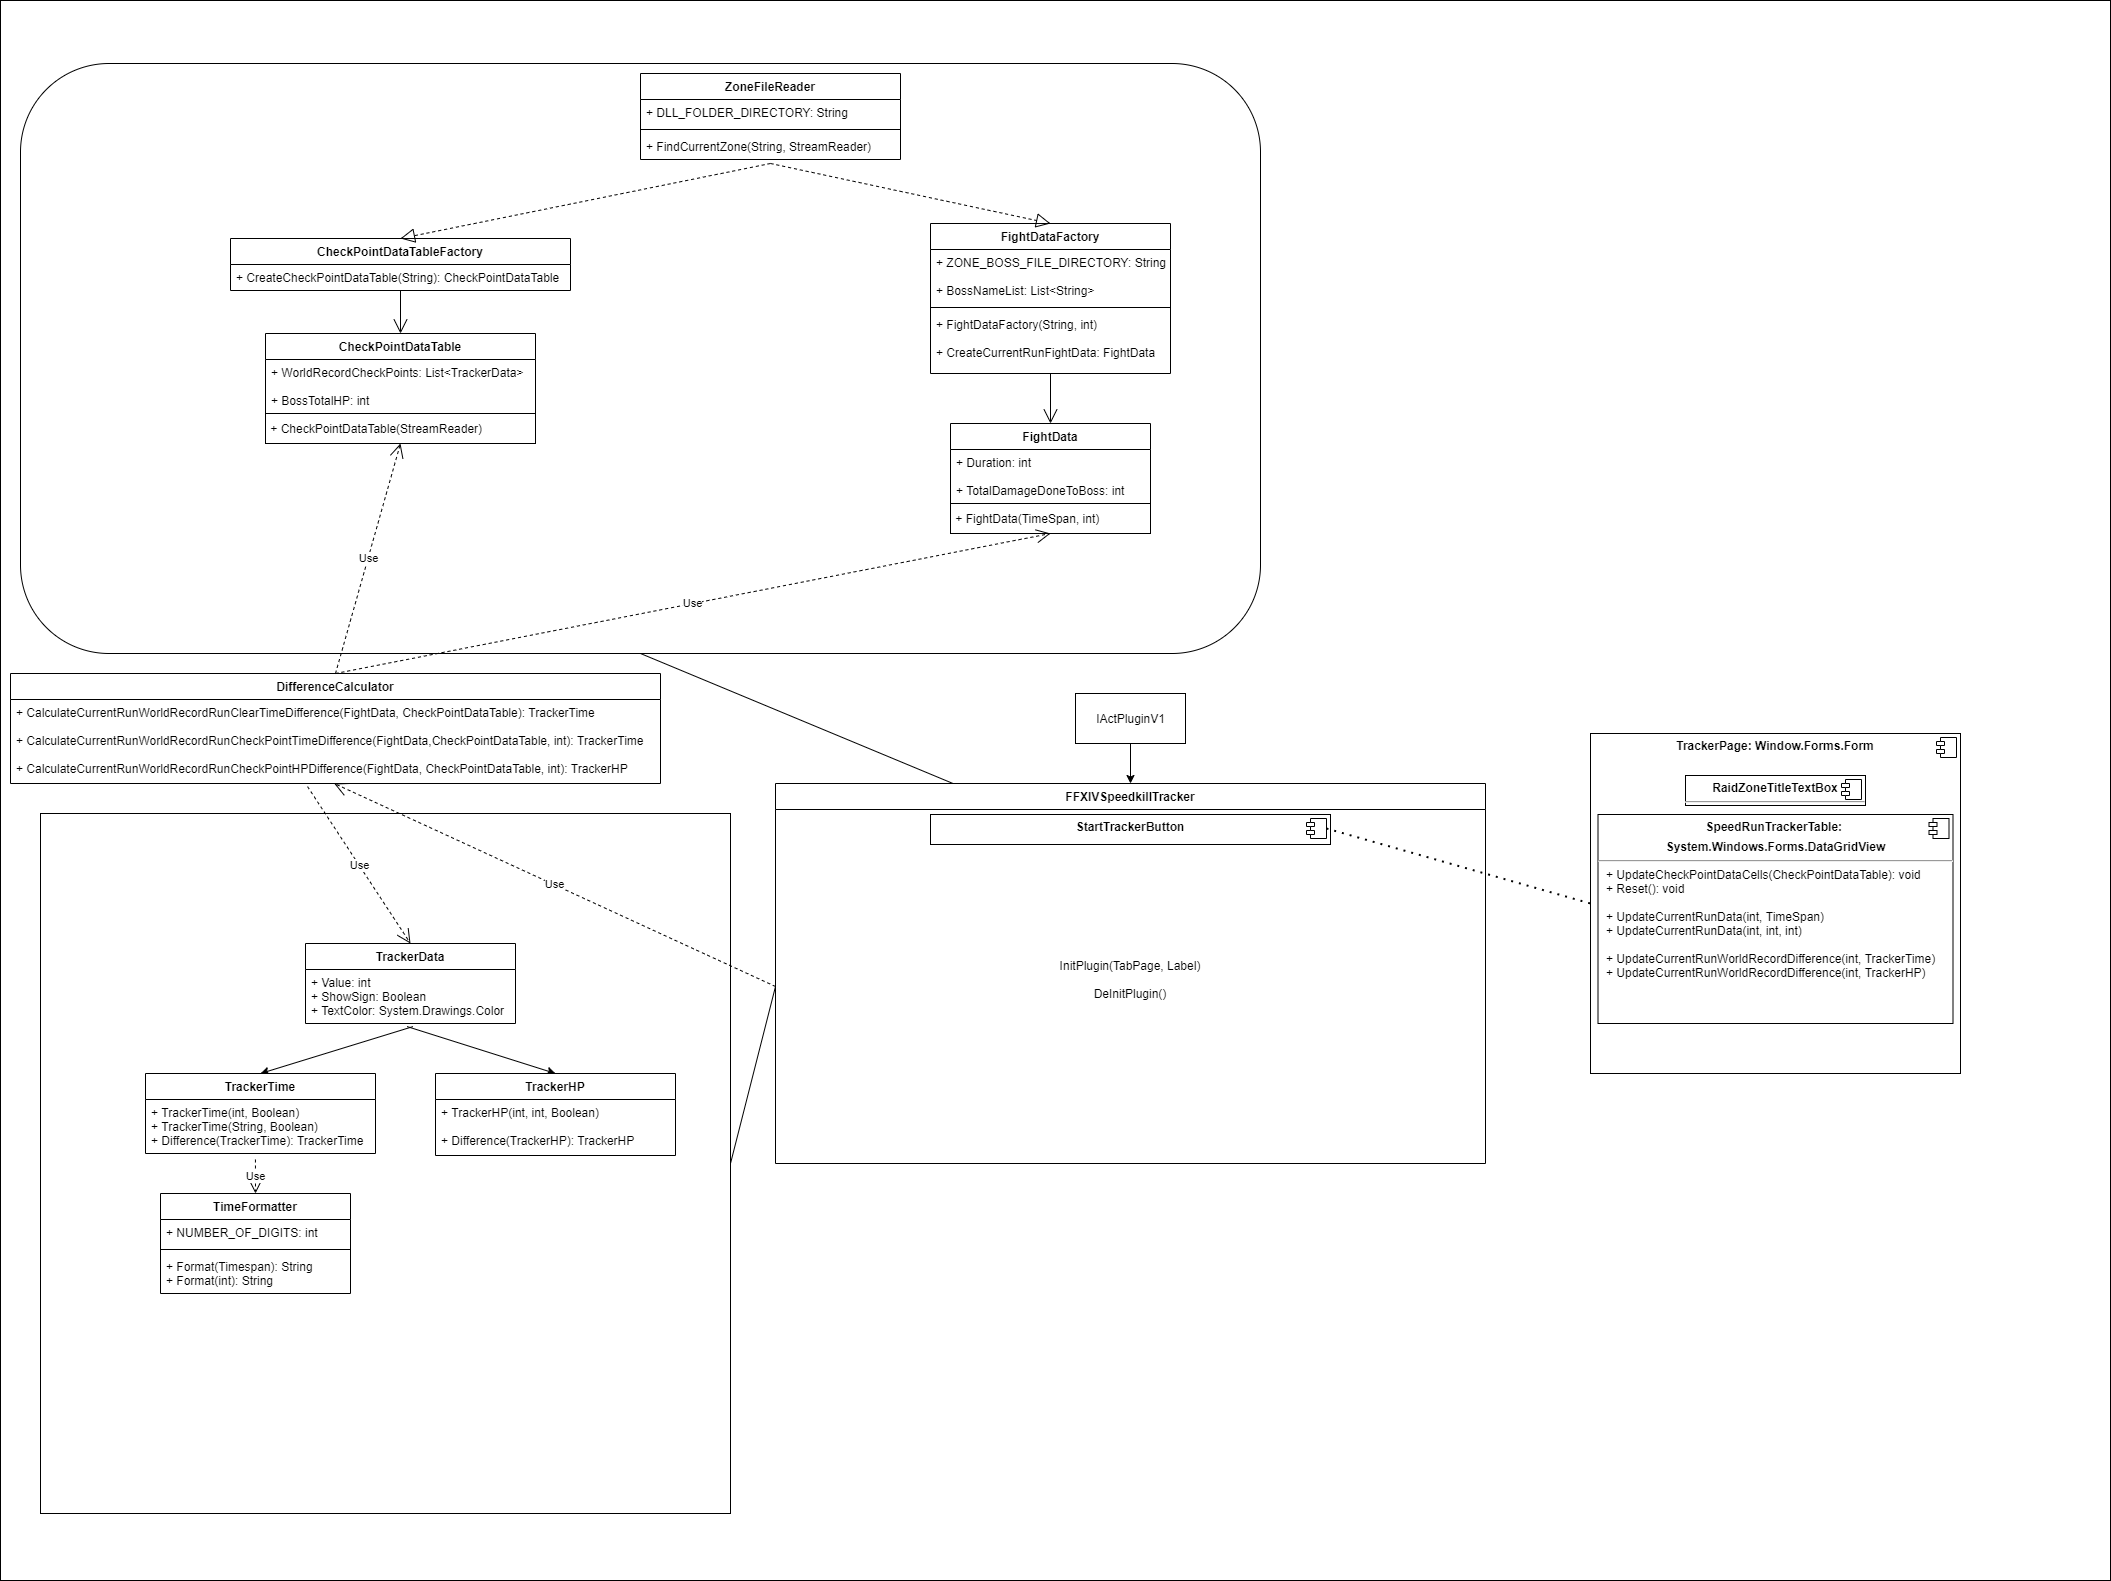 ZoneFileReader
+ DLL_FOLDER_DIRECTORY: String
+ FindCurrentZone(String, StreamReader)
CheckPointDataTableFactory
+ CreateCheckPointDataTable(String): CheckPointDataTable
FightDataFactory
+ ZONE_BOSS_FILE_DIRECTORY: String
+ BossNameList: List<String>
+ FightDataFactory(String, int)
+ CreateCurrentRunFightData: FightData
CheckPointDataTable
+ WorldRecordCheckPoints: List<TrackerData>
+ BossTotalHP: int
+ CheckPointDataTable(StreamReader)
FightData
+ Duration: int
+ TotalDamageDoneToBoss: int
+ FightData(TimeSpan, int)
Use
Use
DifferenceCalculator
+ CalculateCurrentRunWorldRecordRunClearTimeDifference(FightData, CheckPointDataTable): TrackerTime
+ CalculateCurrentRunWorldRecordRunCheckPointTimeDifference(FightData,CheckPointDataTable, int): TrackerTime
+ CalculateCurrentRunWorldRecordRunCheckPointHPDifference(FightData, CheckPointDataTable, int): TrackerHP
IActPluginV1
FFXIVSpeedkillTracker
StartTrackerButton
InitPlugin(TabPage, Label)
DeInitPlugin()
TrackerPage: Window.Forms.Form
RaidZoneTitleTextBox
SpeedRunTrackerTable:
System.Windows.Forms.DataGridView
+ UpdateCheckPointDataCells(CheckPointDataTable): void
+ Reset(): void
+ UpdateCurrentRunData(int, TimeSpan)
+ UpdateCurrentRunData(int, int, int)
+ UpdateCurrentRunWorldRecordDifference(int, TrackerTime)
+ UpdateCurrentRunWorldRecordDifference(int, TrackerHP)
Use
Use
TrackerData
+ Value: int
+ ShowSign: Boolean
+ TextColor: System.Drawings.Color
TrackerTime
+ TrackerTime(int, Boolean)
+ TrackerTime(String, Boolean)
+ Difference(TrackerTime): TrackerTime
TrackerHP
+ TrackerHP(int, int, Boolean)
+ Difference(TrackerHP): TrackerHP
Use
TimeFormatter
+ NUMBER_OF_DIGITS: int
+ Format(Timespan): String
+ Format(int): String